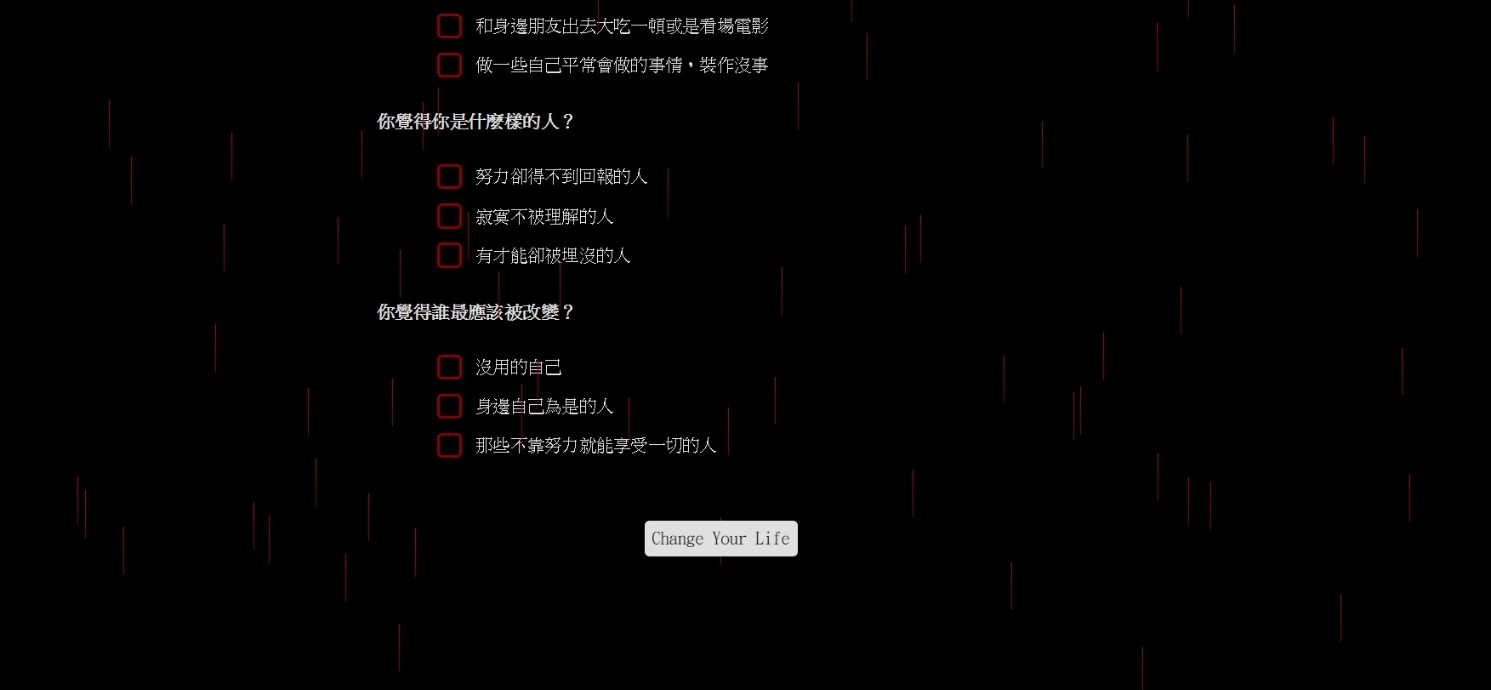 和身邊朋友出去大吃一頓或是看場電影
做一些自己平常會做的事情，裝作沒事
你覺得你是什麼樣的人？
努力卻得不到回報的人
寂寞不被理解的人
有才能卻被埋沒的人
你覺得誰最應該被改變？
沒用的自己
身邊自己為是的人
那些不靠努力就能享受一切的人
Change Your Life